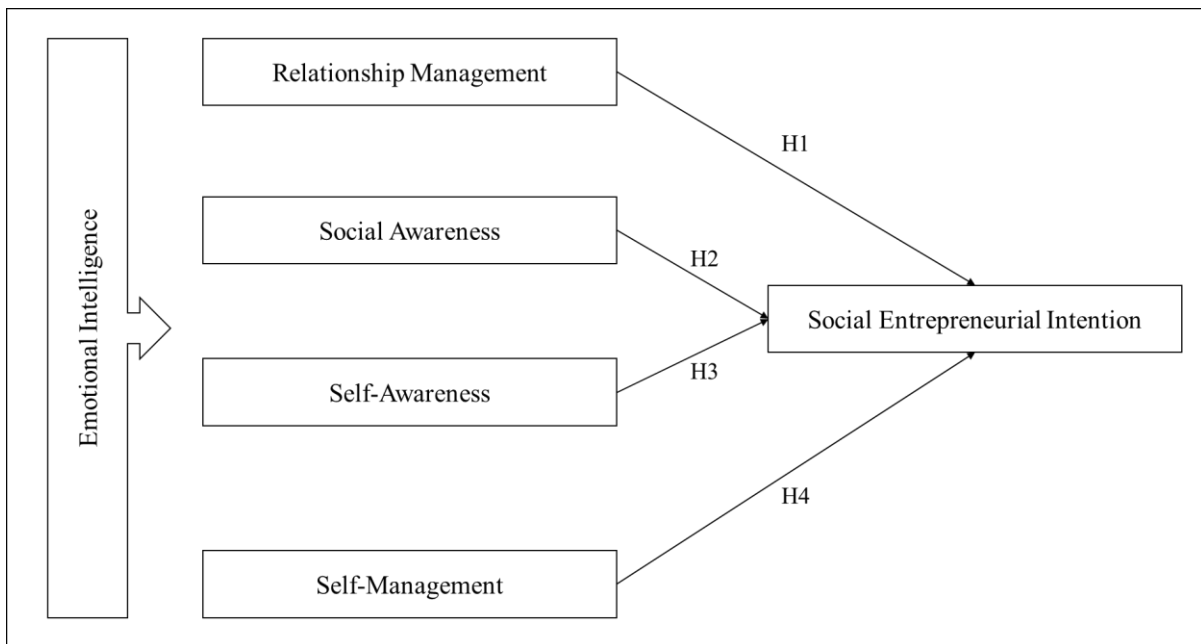 Emotional Intelligence
Relationship Management
H1
Social Awareness
H2
Social Entrepreneurial Intention
Self-Awareness
H3
H4
Self-Management